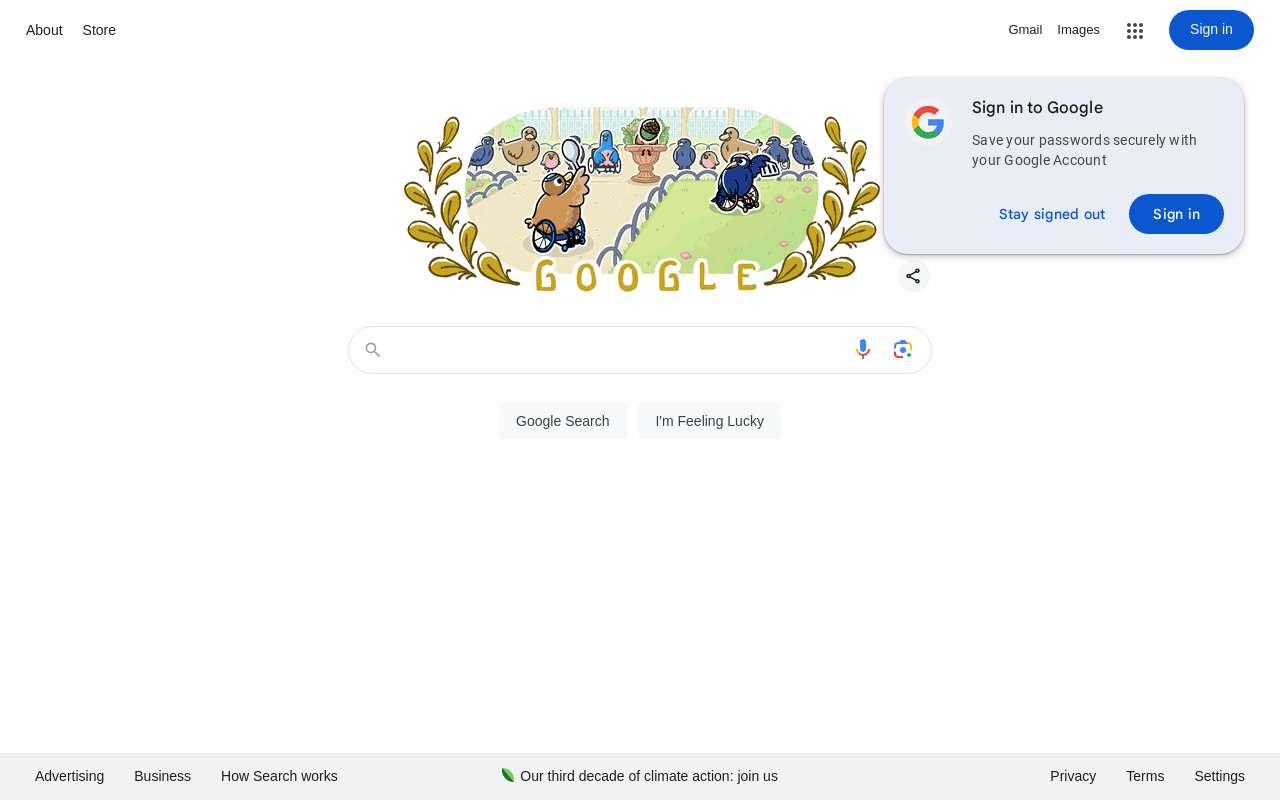 About
Store
Gmail
Images
Sign in
Sign in to Google
Save your passwords securely with
your Google Account
Stay signed out
Sign in
GOOGLE
Google Search
I'm Feeling Lucky
Advertising
Business
How Search works
Our third decade of climate action: join us
Privacy
Terms
Settings